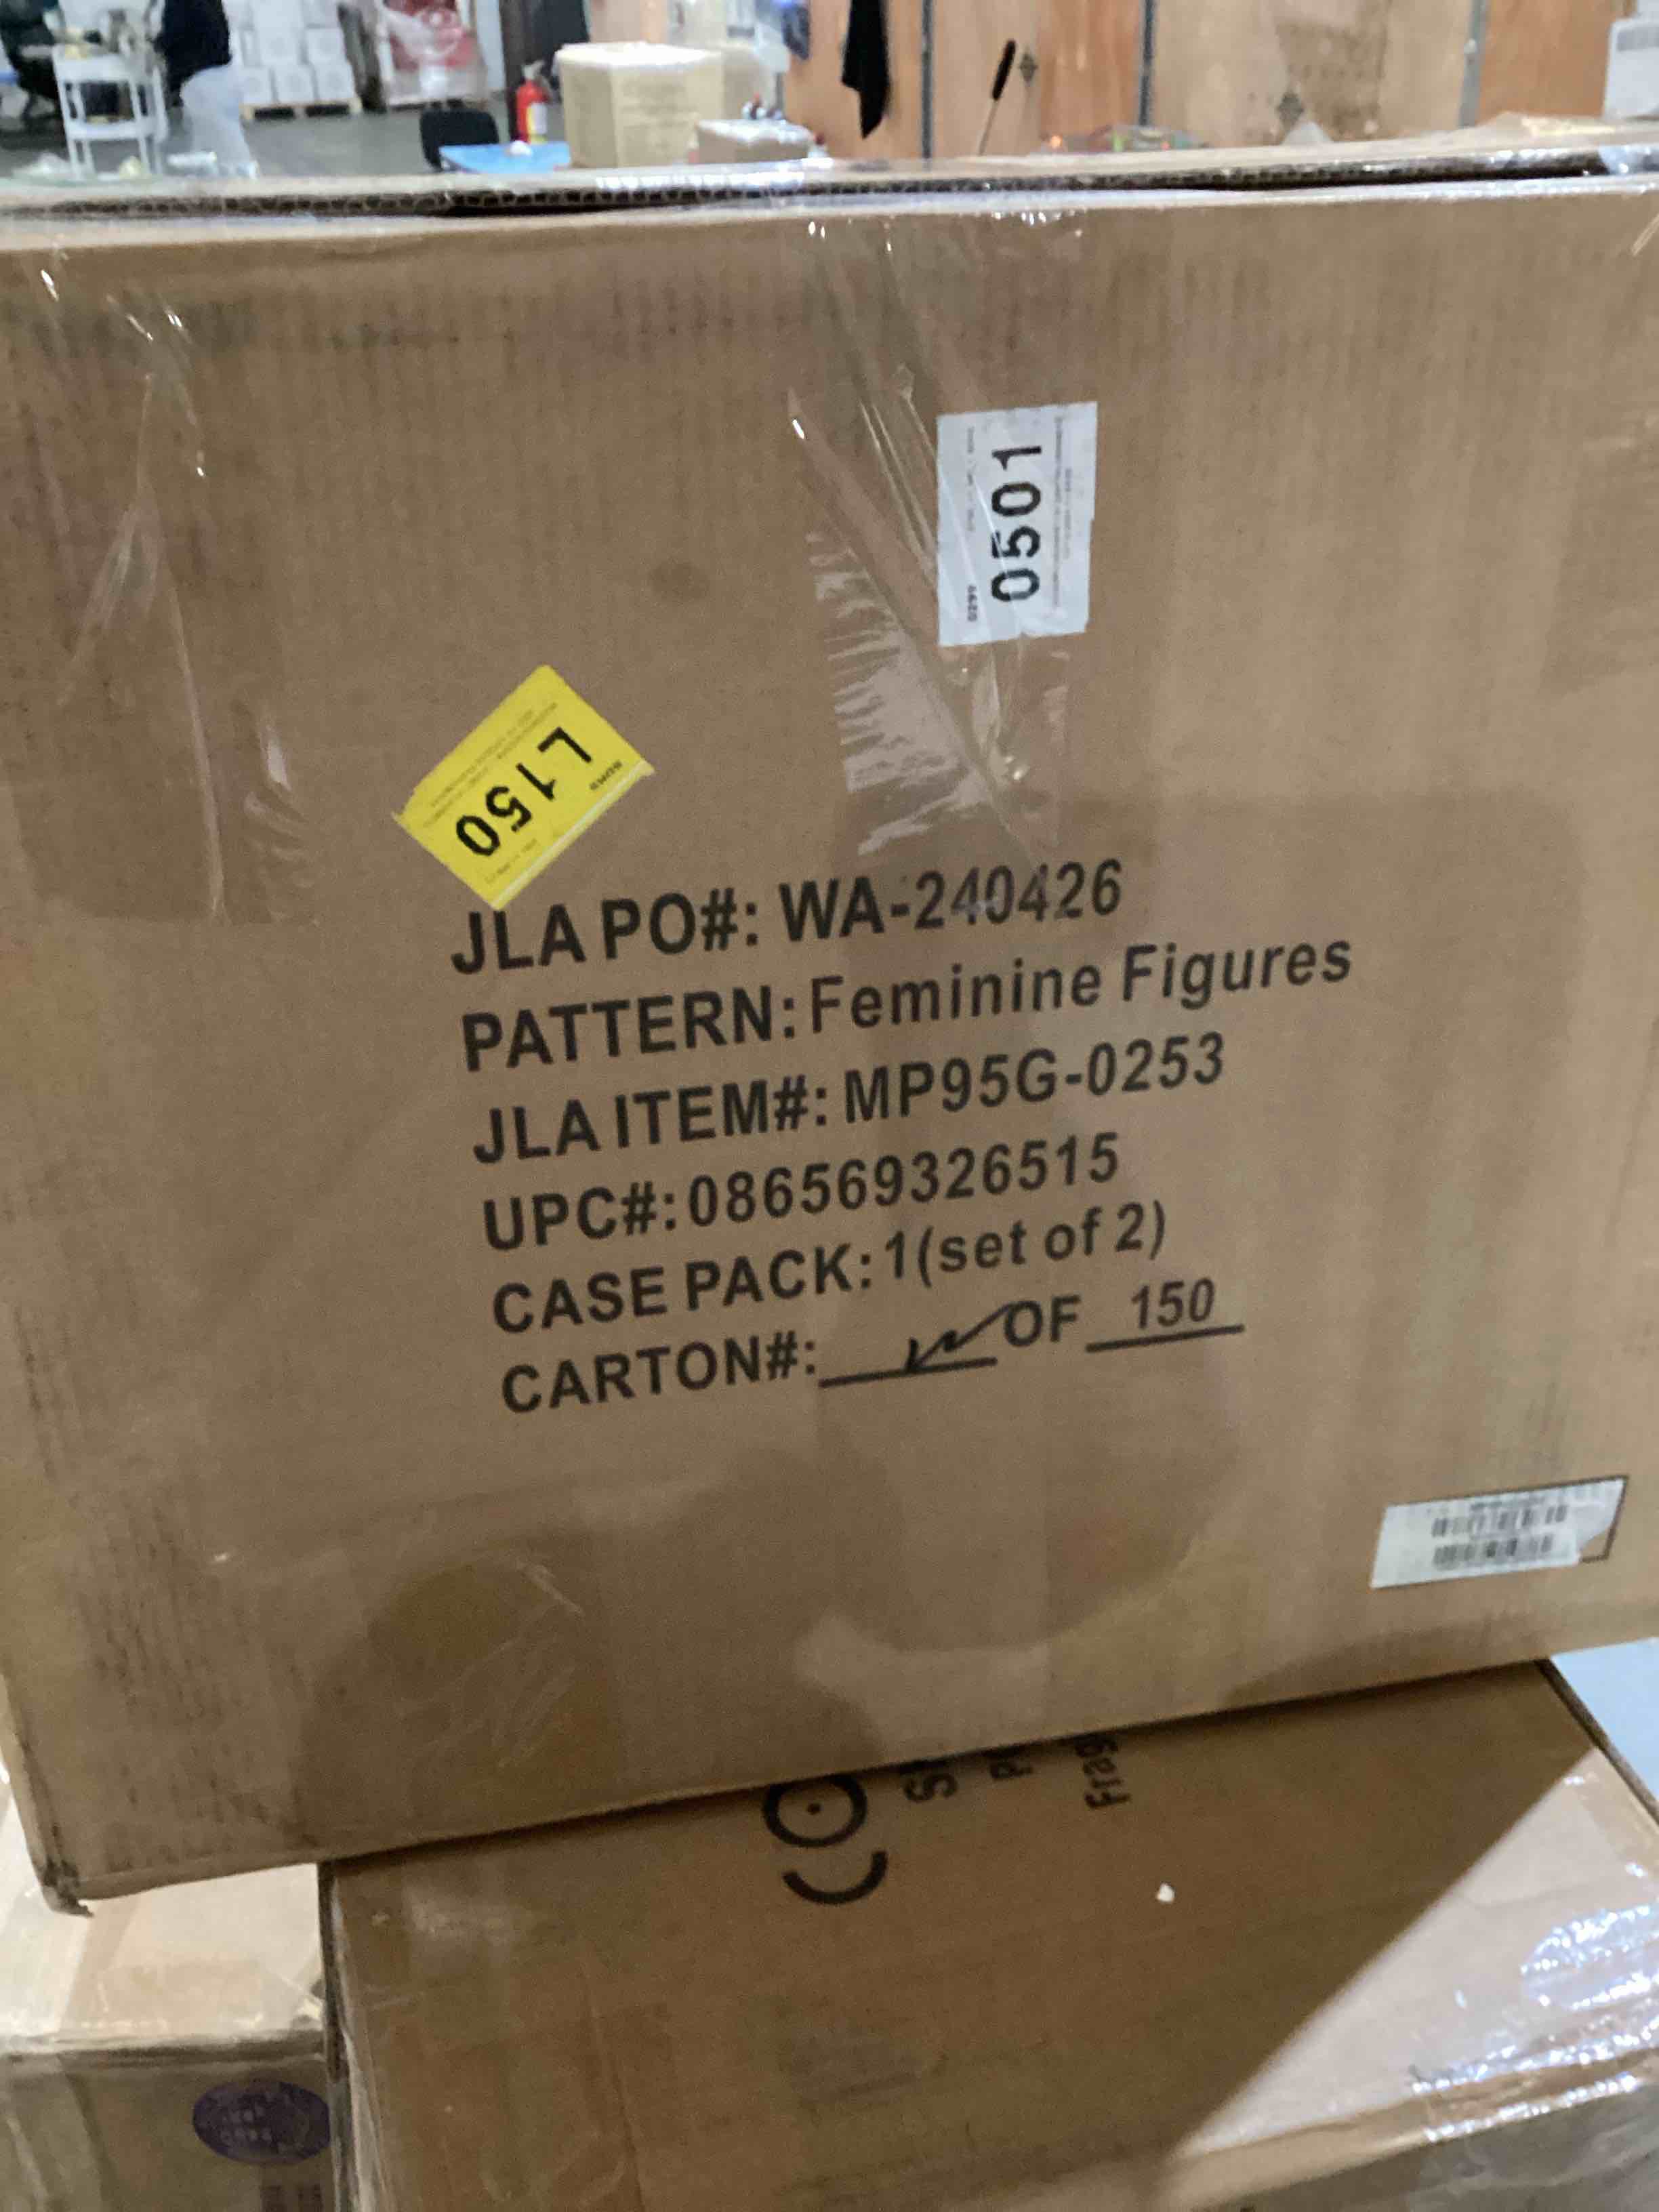 0501
L150
JLA PO#: WA-240426
PATTERN: Feminine Figures
JLA ITEM#: MP95G-0253
UPC#: 086569326515
CASE PACK: 1(set of 2)
CARTON#: OF 150